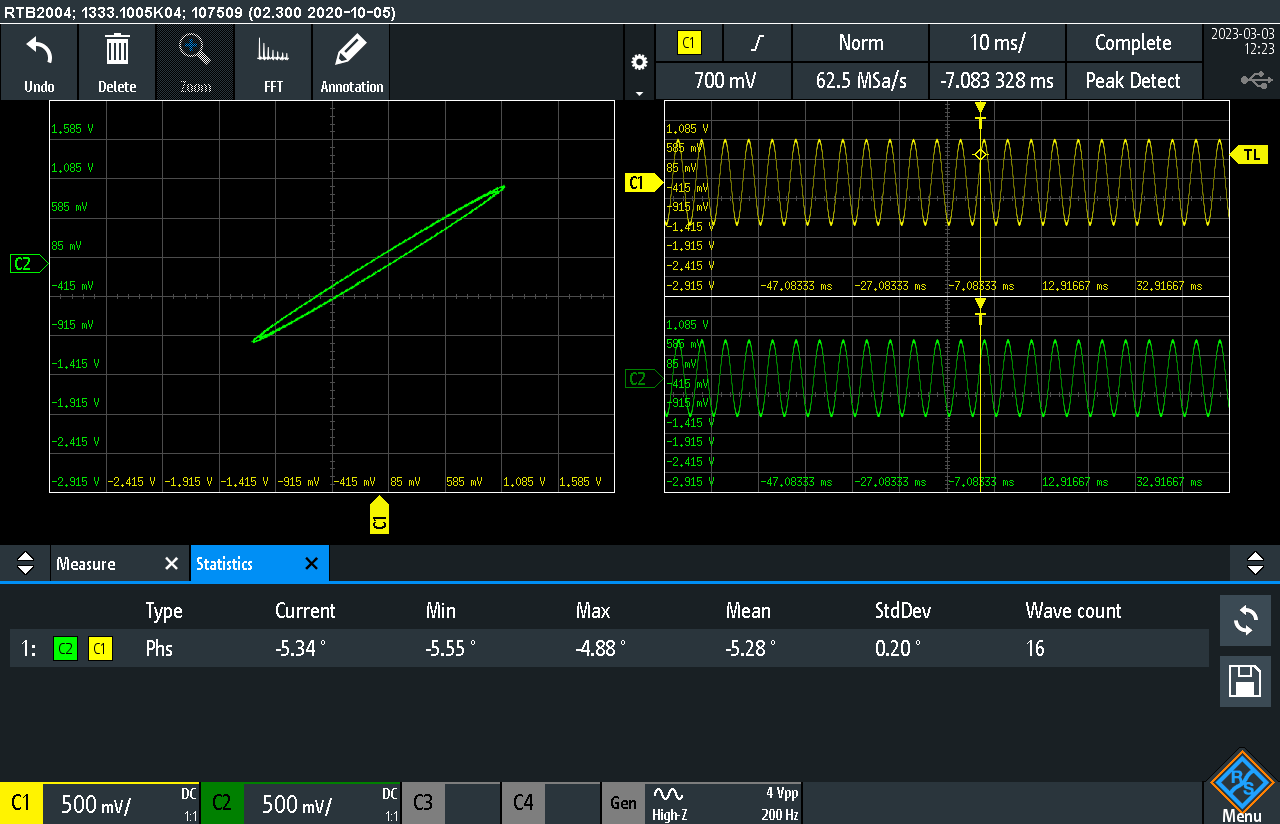 RTB2004; 1333.1005K04; 107509 (02.300 2020-10-05)
Undo Delete Zoom FFT Annotation
C1 Norm 10 ms/ Complete 2023-03-03
12:23
700 mV 62.5 MSa/s -7.083 328 ms Peak Detect
1.585 V
1.085 V
585 mV
85 mV
C2
-415 mV
-915 mV
-1.415 V
-1.915 V
-2.415 V
-2.915 V -2.415 V -1.915 V -1.415 V -915 mV -415 mV 85 mV 585 mV 1.085 V 1.585 V
C1
T
1.085 V
585 mV
TL
85 mV
C1
-415 mV
-915 mV
-1.415 V
-1.915 V
-2.415 V
-2.915 V -47.08333 ms -27.08333 ms -7.08333 ms 12.91667 ms 32.91667 ms
T
1.085 V
585 mV
85 mV
C2
-415 mV
-915 mV
-1.415 V
-1.915 V
-2.415 V
-2.915 V -47.08333 ms -27.08333 ms -7.08333 ms 12.91667 ms 32.91667 ms
Measure Statistics
Type Current Min Max Mean StdDev Wave count
1: C2 C1 Phs -5.34 ° -5.55 ° -4.88 ° -5.28 ° 0.20 ° 16
C1 500 mV/ DC
1:1
C2 500 mV/ DC
1:1
C3 C4 Gen
High-Z
4 Vpp
200 Hz
R&S
Menu